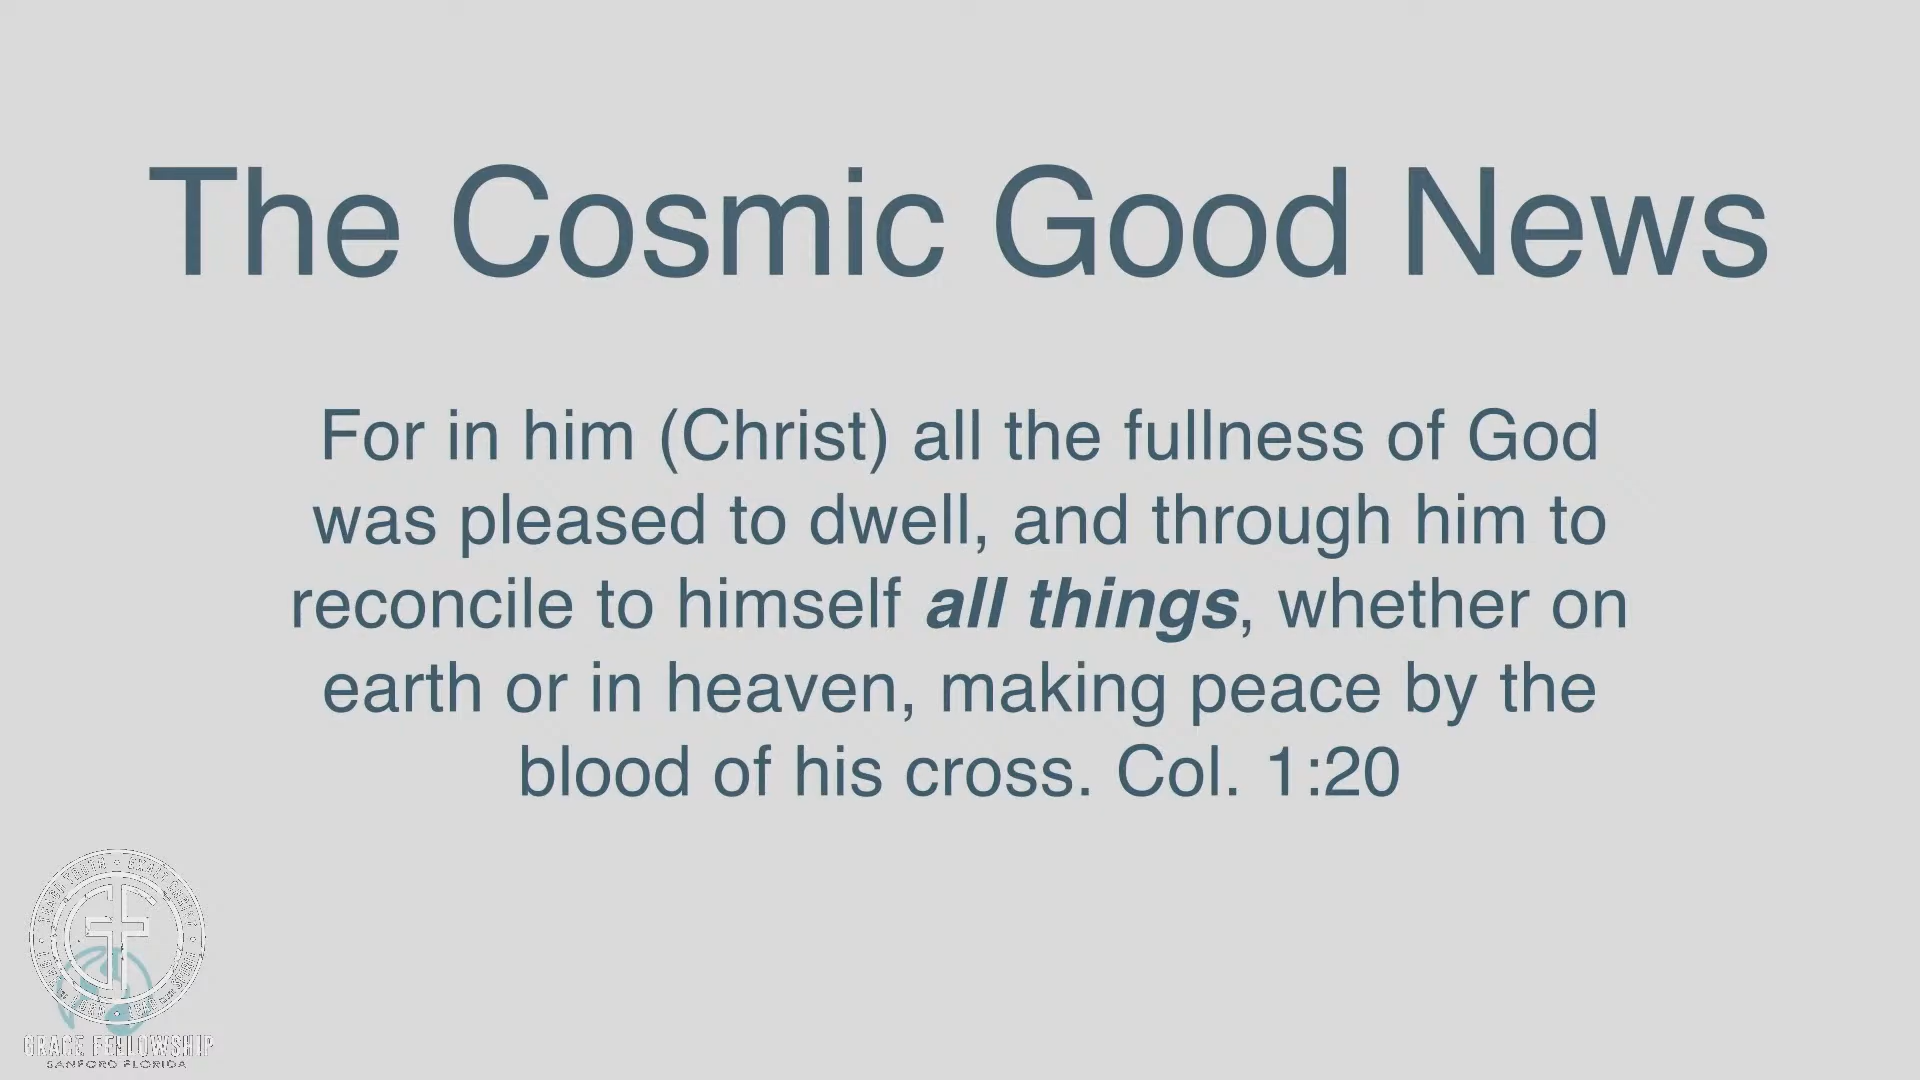 The Cosmic Good News
For in him (Christ) all the fullness of God
was pleased to dwell, and through him to
reconcile to himself all things, whether on
earth or in heaven, making peace by the
blood of his cross. Col. 1:20
GRACE FELLOWSHIP
SANFORD FLORIDA